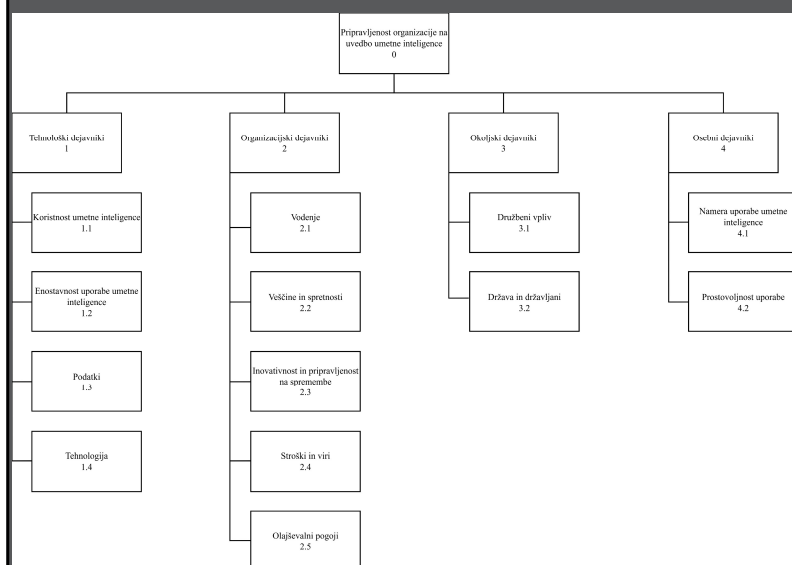 Pripravljenost organizacije na
uvedbo umetne inteligence
0
Tehnološki dejavniki
1
Organizacijski dejavniki
2
Okoljski dejavniki
3
Osebni dejavniki
4
Koristnost umetne inteligence
1.1
Enostavnost uporabe umetne
inteligence
1.2
Podatki
1.3
Tehnologija
1.4
Vodenje
2.1
Veščine in spretnosti
2.2
Inovativnost in pripravljenost
na spremembe
2.3
Stroški in viri
2.4
Olajševalni pogoji
2.5
Družbeni vpliv
3.1
Država in državljani
3.2
Namera uporabe umetne
inteligence
4.1
Prostovoljnost uporabe
4.2